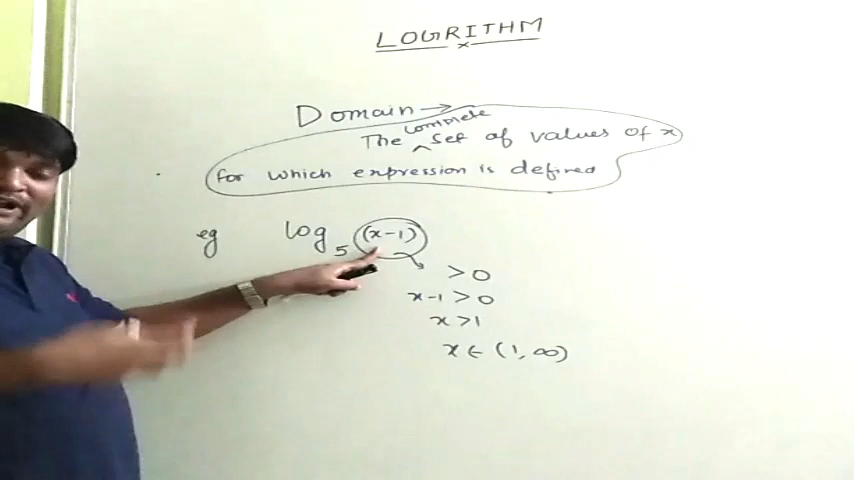 LOGRITHM
x
Domain →
The complete set of values of x
for which expression is defined
eg log₅(x-1)
> 0
x-1 > 0
x > 1
x ∈ (1, ∞)